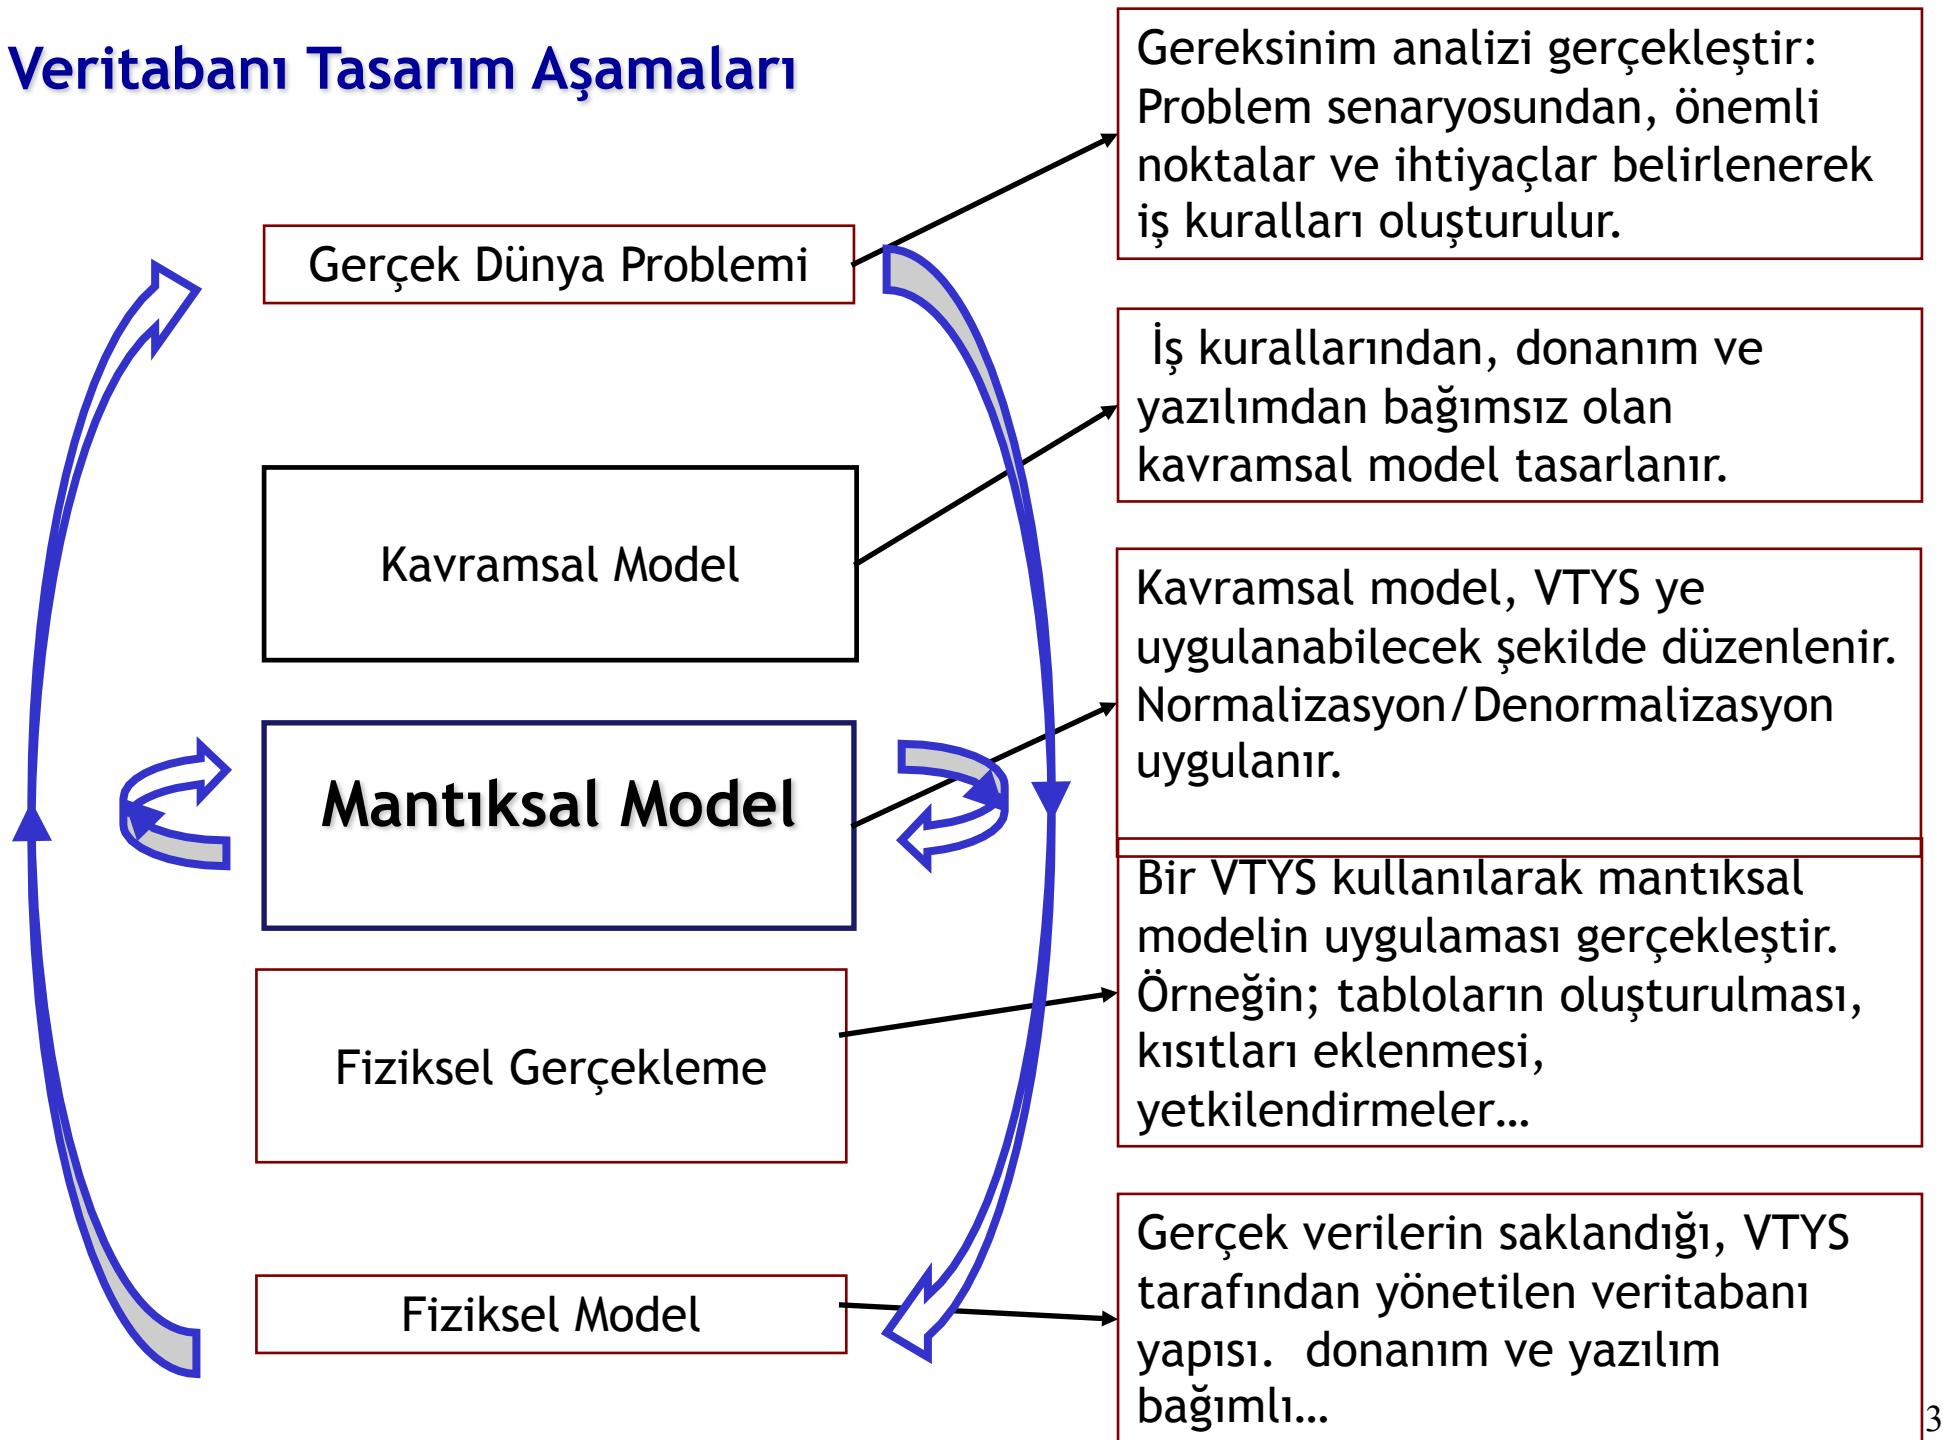 Veritabanı Tasarım Aşamaları
Gereksinim analizi gerçekleştir:
Problem senaryosundan, önemli
noktalar ve ihtiyaçlar belirlenerek
iş kuralları oluşturulur.
Gerçek Dünya Problemi
İş kurallarından, donanım ve
yazılımdan bağımsız olan
kavramsal model tasarlanır.
Kavramsal Model
Kavramsal model, VTYS ye
uygulanabilecek şekilde düzenlenir.
Normalizasyon/Denormalizasyon
uygulanır.
Mantıksal Model
Bir VTYS kullanılarak mantıksal
modelin uygulaması gerçekleştir.
Örneğin; tabloların oluşturulması,
kısıtları eklenmesi,
yetkilendirmeler…
Fiziksel Gerçekleme
Gerçek verilerin saklandığı, VTYS
tarafından yönetilen veritabanı
yapısı.  donanım ve yazılım
bağımlı…
Fiziksel Model
3